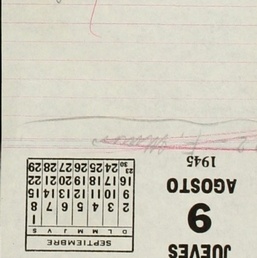 JUEVES
9
AGOSTO
1945
SEPTIEMBRE
D L M M J V S
1
2 3 4 5 6 7 8
9 10 11 12 13 14 15
16 17 18 19 20 21 22
23 30 24 25 26 27 28 29